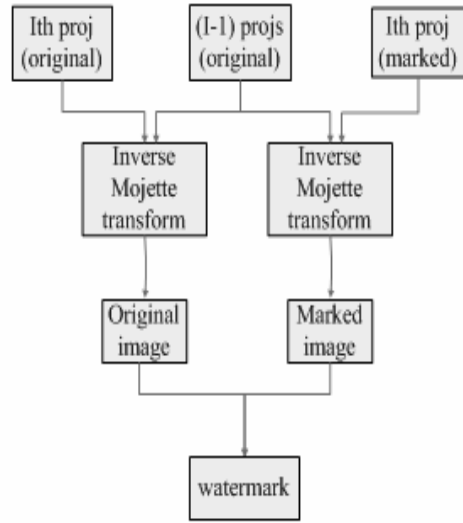 Ith proj
(original)
(I-1) projs
(original)
Ith proj
(marked)
Inverse
Mojette
transform
Inverse
Mojette
transform
Original
image
Marked
image
watermark